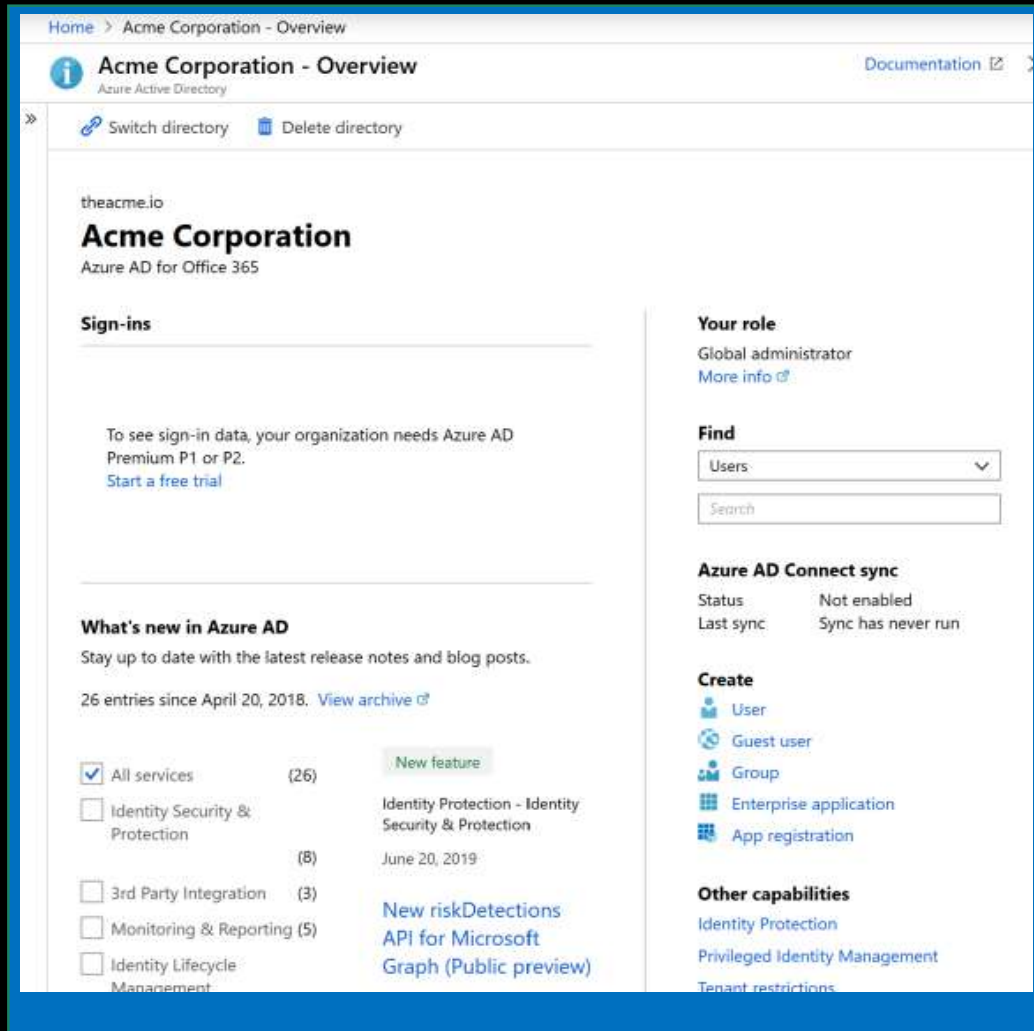 Home > Acme Corporation - Overview
Acme Corporation - Overview
Azure Active Directory
Documentation
»
Switch directory
Delete directory
theacme.io
Acme Corporation
Azure AD for Office 365
Sign-ins
To see sign-in data, your organization needs Azure AD
Premium P1 or P2.
Start a free trial
What's new in Azure AD
Stay up to date with the latest release notes and blog posts.
26 entries since April 20, 2018. View archive
All services (26)
Identity Security &
Protection
(8)
3rd Party Integration (3)
Monitoring & Reporting (5)
Identity Lifecycle
Management
New feature
Identity Protection - Identity
Security & Protection
June 20, 2019
New riskDetections
API for Microsoft
Graph (Public preview)
Your role
Global administrator
More info
Find
Users
Search
Azure AD Connect sync
Status Not enabled
Last sync Sync has never run
Create
User
Guest user
Group
Enterprise application
App registration
Other capabilities
Identity Protection
Privileged Identity Management
Tenant restrictions